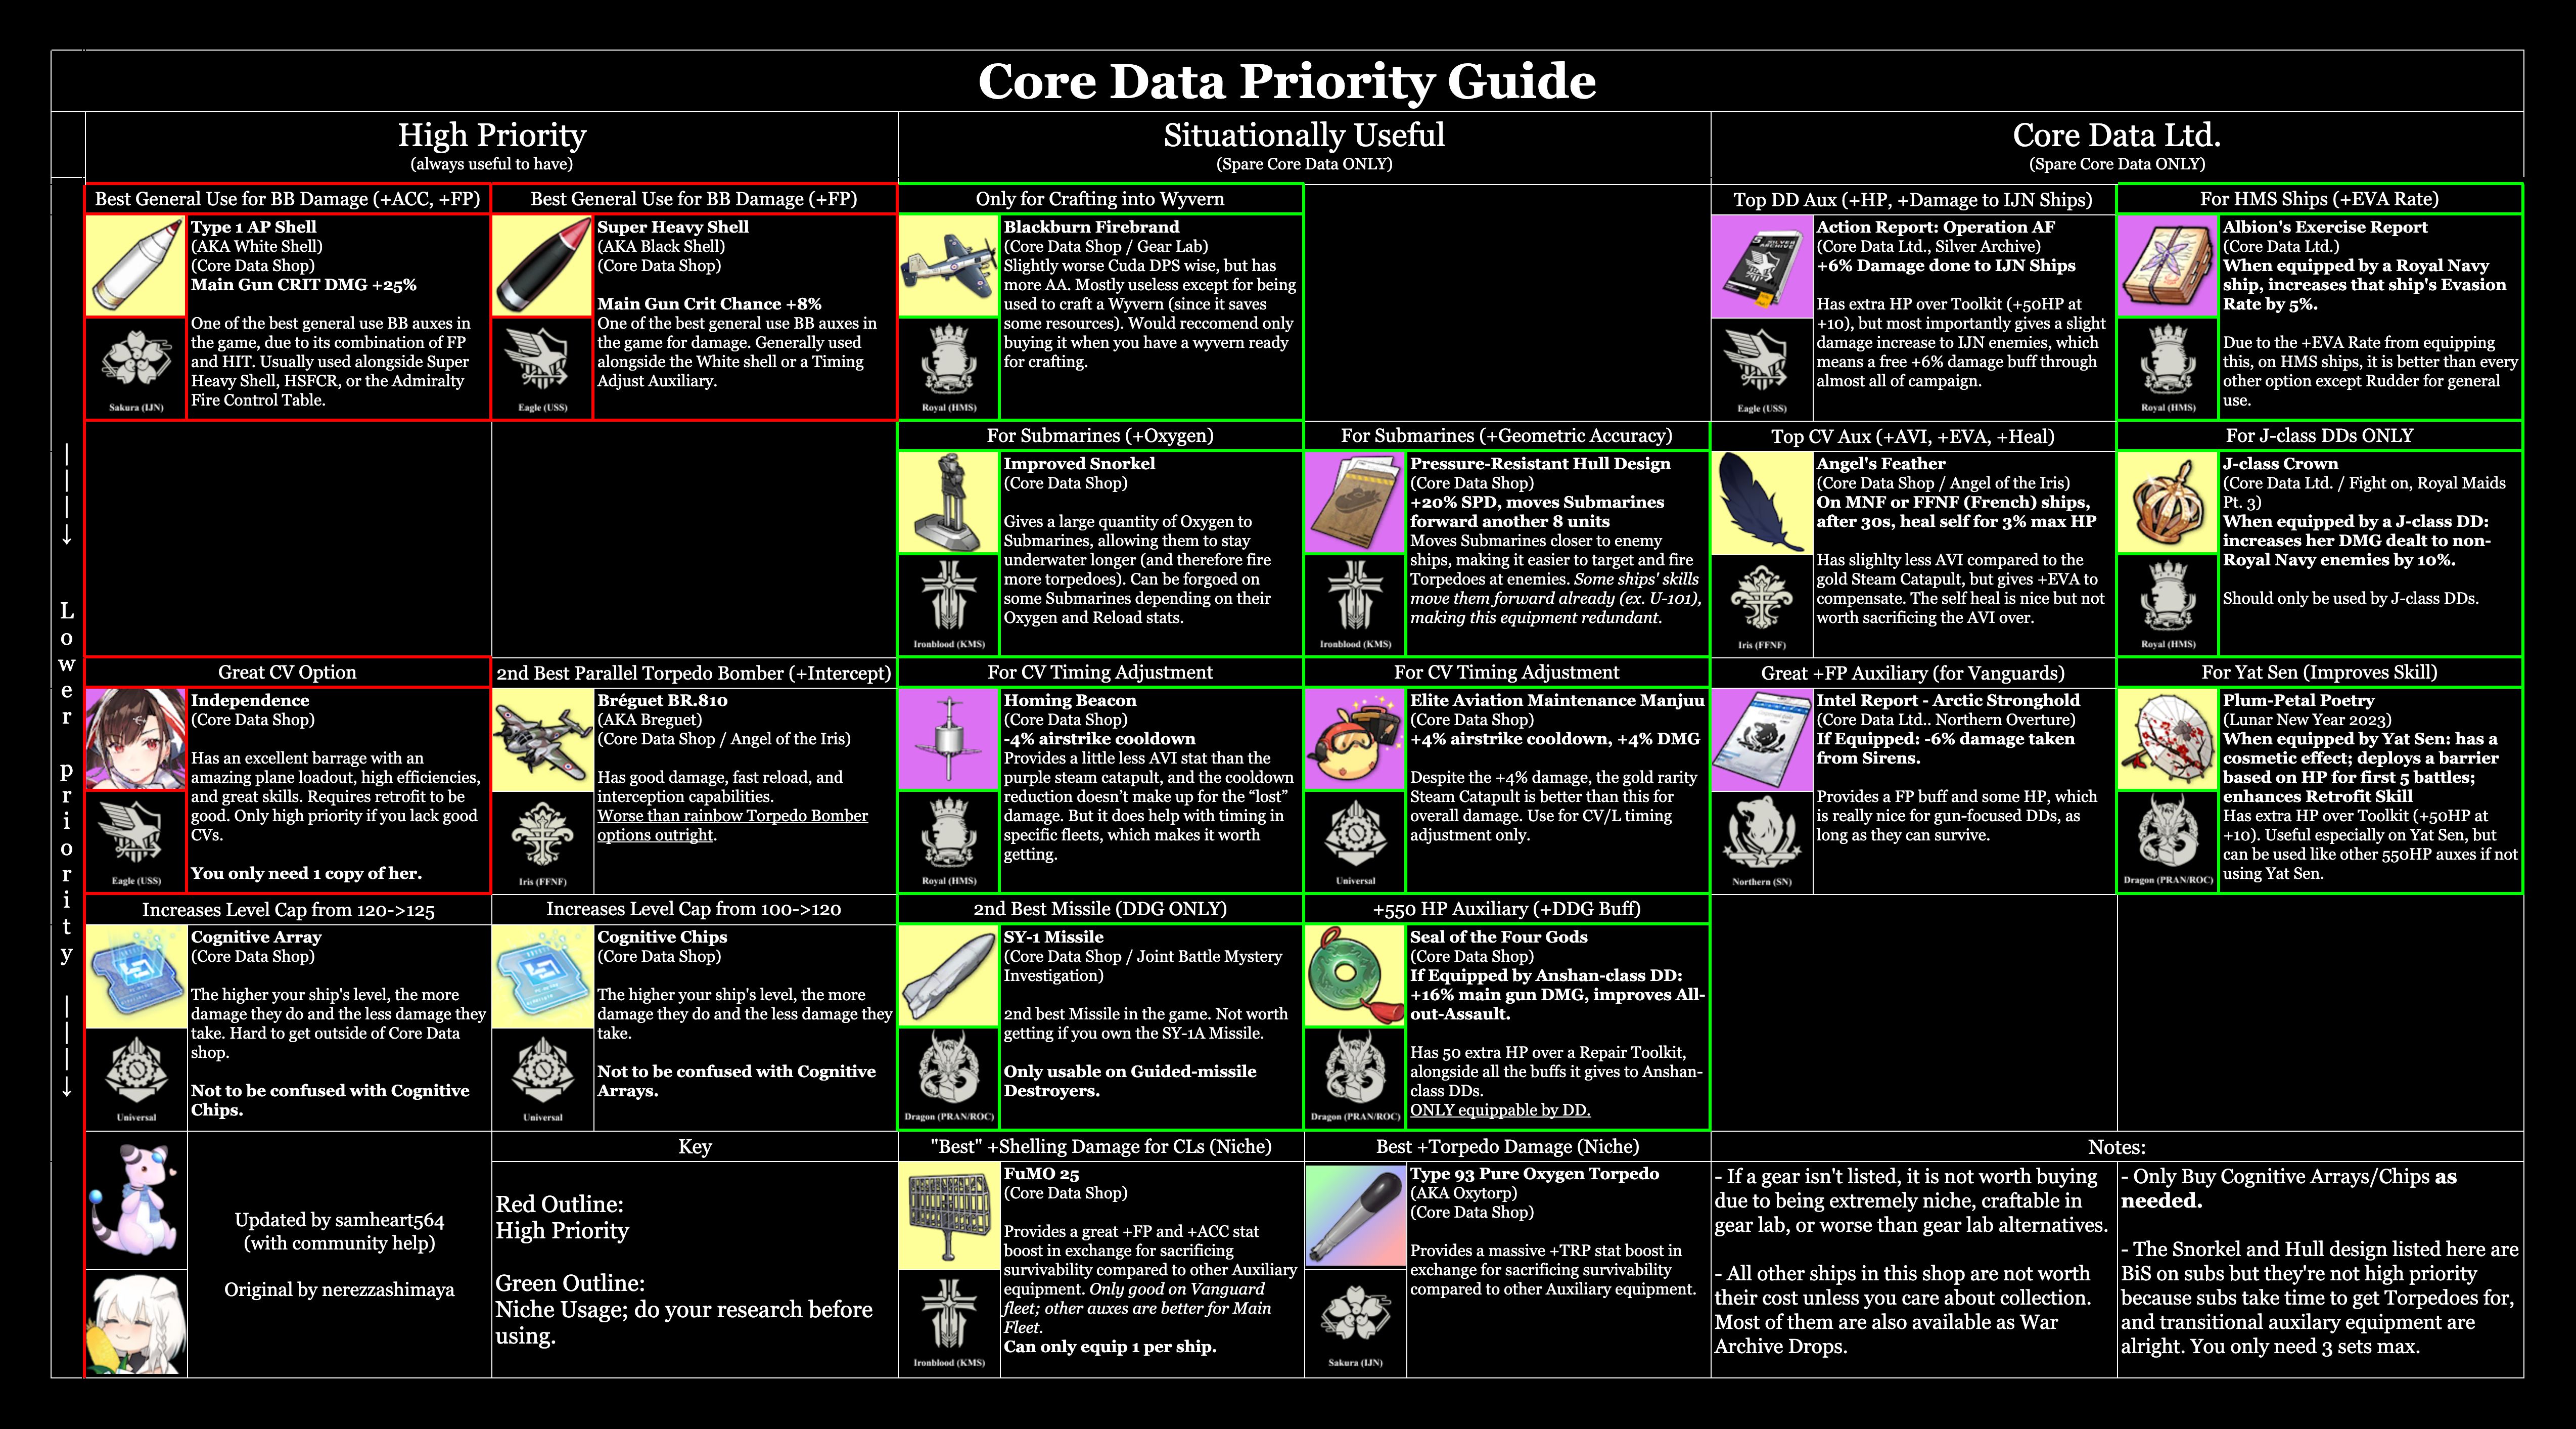 Core Data Priority Guide
High Priority
(always useful to have)
Situationally Useful
(Spare Core Data ONLY)
Core Data Ltd.
(Spare Core Data ONLY)
Lower priority
Best General Use for BB Damage (+ACC, +FP)
Type 1 AP Shell
(AKA White Shell)
(Core Data Shop)
Main Gun CRIT DMG +25%
One of the best general use BB auxes in
the game, due to its combination of FP
and HIT. Usually used alongside Super
Heavy Shell, HSFCR, or the Admiralty
Fire Control Table.
Sakura (IJN)
Best General Use for BB Damage (+FP)
Super Heavy Shell
(AKA Black Shell)
(Core Data Shop)
Main Gun Crit Chance +8%
One of the best general use BB auxes in
the game for damage. Generally used
alongside the White shell or a Timing
Adjust Auxiliary.
Eagle (USS)
Only for Crafting into Wyvern
Blackburn Firebrand
(Core Data Shop / Gear Lab)
Slightly worse Cuda DPS wise, but has
more AA. Mostly useless except for being
used to craft a Wyvern (since it saves
some resources). Would reccomend only
buying it when you have a wyvern ready
for crafting.
Royal (HMS)
Top DD Aux (+HP, +Damage to IJN Ships)
SILVER
ARCHIVE
Action Report: Operation AF
(Core Data Ltd., Silver Archive)
+6% Damage done to IJN Ships
Has extra HP over Toolkit (+50HP at
+10), but most importantly gives a slight
damage increase to IJN enemies, which
means a free +6% damage buff through
almost all of campaign.
Eagle (USS)
For HMS Ships (+EVA Rate)
Albion's Exercise Report
(Core Data Ltd.)
When equipped by a Royal Navy
ship, increases that ship's Evasion
Rate by 5%.
Due to the +EVA Rate from equipping
this, on HMS ships, it is better than every
other option except Rudder for general
use.
Royal (HMS)
For Submarines (+Oxygen)
Improved Snorkel
(Core Data Shop)
Gives a large quantity of Oxygen to
Submarines, allowing them to stay
underwater longer (and therefore fire
more torpedoes). Can be forgoed on
some Submarines depending on their
Oxygen and Reload stats.
Ironblood (KMS)
For Submarines (+Geometric Accuracy)
Pressure-Resistant Hull Design
(Core Data Shop)
+20% SPD, moves Submarines
forward another 8 units
Moves Submarines closer to enemy
ships, making it easier to target and fire
Torpedoes at enemies. Some ships' skills
move them forward already (ex. U-101),
making this equipment redundant.
Ironblood (KMS)
Top CV Aux (+AVI, +EVA, +Heal)
Angel's Feather
(Core Data Shop / Angel of the Iris)
On MNF or FFNF (French) ships,
after 30s, heal self for 3% max HP
Has slighlty less AVI compared to the
gold Steam Catapult, but gives +EVA to
compensate. The self heal is nice but not
worth sacrificing the AVI over.
Iris (FFNF)
For J-class DDs ONLY
J-class Crown
(Core Data Ltd. / Fight on, Royal Maids
Pt. 3)
When equipped by a J-class DD:
increases her DMG dealt to non-
Royal Navy enemies by 10%.
Should only be used by J-class DDs.
Royal (HMS)
Great CV Option
Independence
(Core Data Shop)
Has an excellent barrage with an
amazing plane loadout, high efficiencies,
and great skills. Requires retrofit to be
good. Only high priority if you lack good
CVs.
You only need 1 copy of her.
Eagle (USS)
2nd Best Parallel Torpedo Bomber (+Intercept)
Bréguet BR.810
(AKA Breguet)
(Core Data Shop / Angel of the Iris)
Has good damage, fast reload, and
interception capabilities.
Worse than rainbow Torpedo Bomber
options outright.
Iris (FFNF)
For CV Timing Adjustment
Homing Beacon
(Core Data Shop)
-4% airstrike cooldown
Provides a little less AVI stat than the
purple steam catapult, and the cooldown
reduction doesn't make up for the “lost”
damage. But it does help with timing in
specific fleets, which makes it worth
getting.
Royal (HMS)
For CV Timing Adjustment
Elite Aviation Maintenance Manjuu
(Core Data Shop)
+4% airstrike cooldown, +4% DMG
Despite the +4% damage, the gold rarity
Steam Catapult is better than this for
overall damage. Use for CV/L timing
adjustment only.
Universal
Great +FP Auxiliary (for Vanguards)
Intel Report - Arctic Stronghold
(Core Data Ltd.. Northern Overture)
If Equipped: -6% damage taken
from Sirens.
Provides a FP buff and some HP, which
is really nice for gun-focused DDs, as
long as they can survive.
Northern (SN)
For Yat Sen (Improves Skill)
Plum-Petal Poetry
(Lunar New Year 2023)
When equipped by Yat Sen: has a
cosmetic effect; deploys a barrier
based on HP for first 5 battles;
enhances Retrofit Skill
Has extra HP over Toolkit (+50HP at
+10). Useful especially on Yat Sen, but
can be used like other 550HP auxes if not
using Yat Sen.
Dragon (PRAN/ROC)
Increases Level Cap from 120->125
Cognitive Array
(Core Data Shop)
The higher your ship's level, the more
damage they do and the less damage they
take. Hard to get outside of Core Data
shop.
Not to be confused with Cognitive
Chips.
Universal
Increases Level Cap from 100->120
Cognitive Chips
(Core Data Shop)
The higher your ship's level, the more
damage they do and the less damage they
take.
Not to be confused with Cognitive
Arrays.
Universal
2nd Best Missile (DDG ONLY)
SY-1 Missile
(Core Data Shop / Joint Battle Mystery
Investigation)
2nd best Missile in the game. Not worth
getting if you own the SY-1A Missile.
Only usable on Guided-missile
Destroyers.
Dragon (PRAN/ROC)
+550 HP Auxiliary (+DDG Buff)
Seal of the Four Gods
(Core Data Shop)
If Equipped by Anshan-class DD:
+16% main gun DMG, improves All-
out-Assault.
Has 50 extra HP over a Repair Toolkit,
alongside all the buffs it gives to Anshan-
class DDs.
ONLY equippable by DD.
Dragon (PRAN/ROC)
Updated by samheart564
(with community help)
Original by nerezzashimaya
Key
Red Outline:
High Priority
Green Outline:
Niche Usage; do your research before
using.
"Best" +Shelling Damage for CLs (Niche)
FuMO 25
(Core Data Shop)
Provides a great +FP and +ACC stat
boost in exchange for sacrificing
survivability compared to other Auxiliary
equipment. Only good on Vanguard
fleet; other auxes are better for Main
Fleet.
Can only equip 1 per ship.
Ironblood (KMS)
Best +Torpedo Damage (Niche)
Type 93 Pure Oxygen Torpedo
(AKA Oxytorp)
(Core Data Shop)
Provides a massive +TRP stat boost in
exchange for sacrificing survivability
compared to other Auxiliary equipment.
Sakura (IJN)
Notes:
- If a gear isn't listed, it is not worth buying
due to being extremely niche, craftable in
gear lab, or worse than gear lab alternatives.
- All other ships in this shop are not worth
their cost unless you care about collection.
Most of them are also available as War
Archive Drops.
- Only Buy Cognitive Arrays/Chips as
needed.
- The Snorkel and Hull design listed here are
BiS on subs but they're not high priority
because subs take time to get Torpedoes for,
and transitional auxilary equipment are
alright. You only need 3 sets max.